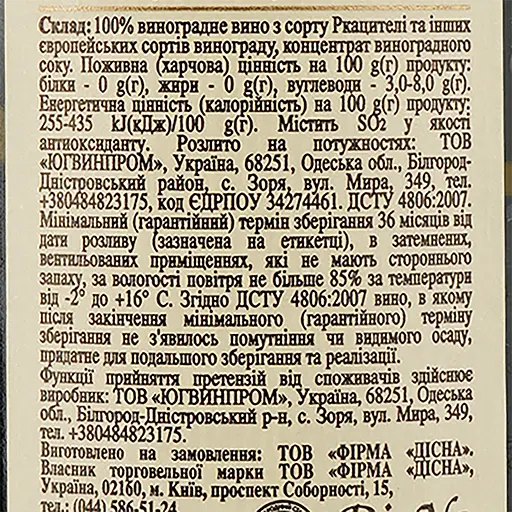 Склад: 100% виноградне вино з сорту Ркацителі та інших
європейських сортів винограду, концентрат виноградного
соку. Поживна (харчова) цінність на 100 g(г) продукту:
білки - 0 g(г), жири - 0 g(г), вуглеводи - 3,0-8,0 g(г).
Енергетична цінність (калорійність) на 100 g(г) продукту:
255-435 kJ(кДж)/100 g(г). Містить SO2 у якості
антиоксиданту. Розлито на потужностях: ТОВ
«ЮГВИНПРОМ», Україна, 68251, Одеська обл., Білгород-
Дністровський район, с. Зоря, вул. Мира, 349, тел.
+380484823175, код ЄДРПОУ 34274461. ДСТУ 4806:2007.
Мінімальний (гарантійний) термін зберігання 36 місяців від
дати розливу (зазначена на етикетці), в затемнених,
вентильованих приміщеннях, які не мають стороннього
запаху, за вологості повітря не більше 85% за температури
від -2° до +16° С. Згідно ДСТУ 4806:2007 вино, в якому
після закінчення мінімального (гарантійного) терміну
зберігання не з'явилось помутніння чи видимого осаду,
придатне для подальшого зберігання та реалізації.
Функції прийняття претензій від споживачів здійснює
виробник: ТОВ «ЮГВИНПРОМ», Україна, 68251, Одеська
обл., Білгород-Дністровський р-н, с. Зоря, вул. Мира, 349,
тел. +380484823175.
Виготовлено на замовлення: ТОВ «ФІРМА «ДІСНА».
Власник торговельної марки ТОВ «ФІРМА «ДІСНА»,
Україна, 02160, м. Київ, проспект Соборності, 15,
тел.: (044) 586-51-24